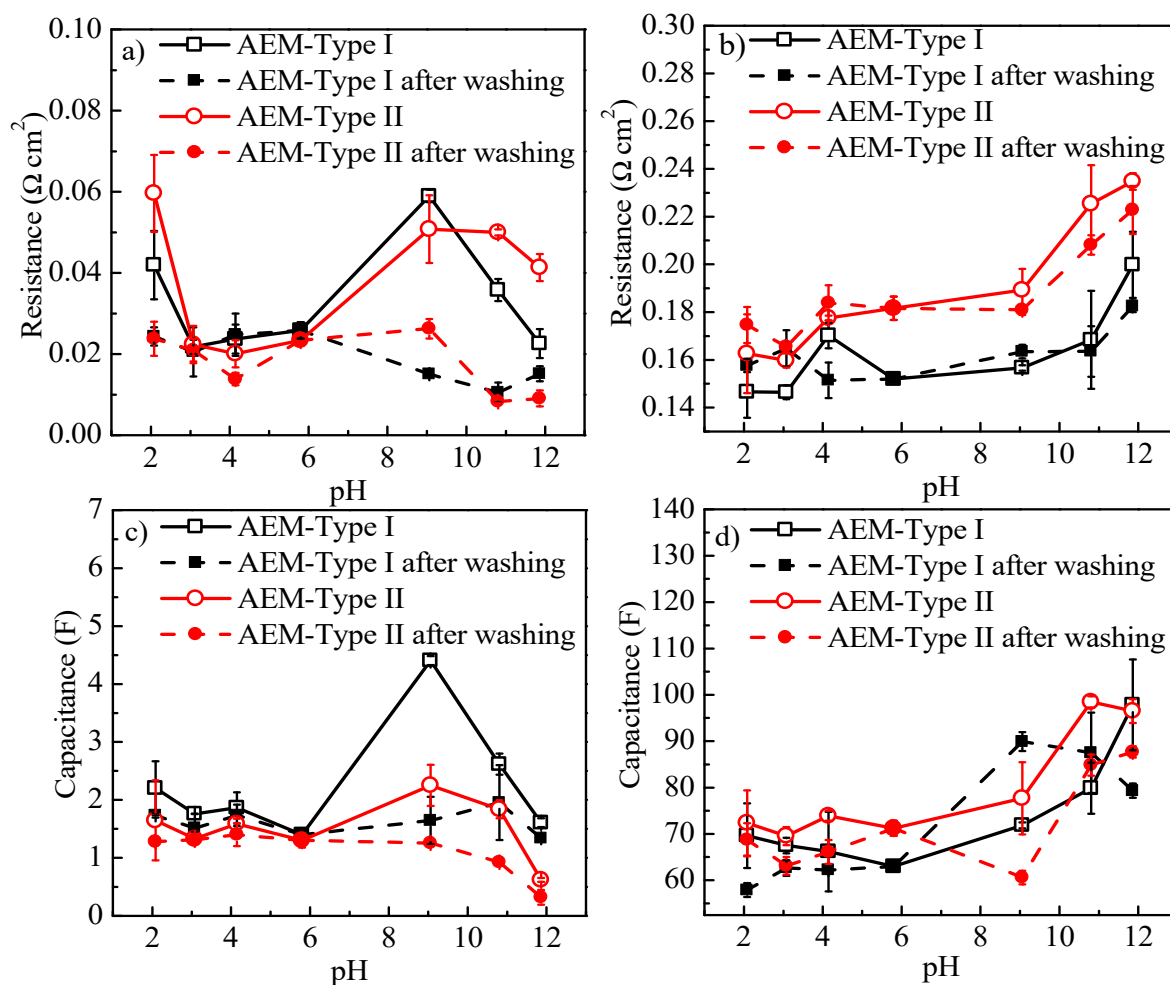 a)
AEM-Type I
AEM-Type I after washing
AEM-Type II
AEM-Type II after washing
0.10
0.08
0.06
0.04
0.02
0.00
Resistance (Ω cm²)
2 4 6 8 10 12
pH
b)
AEM-Type I
AEM-Type I after washing
AEM-Type II
AEM-Type II after washing
0.30
0.28
0.26
0.24
0.22
0.20
0.18
0.16
0.14
Resistance (Ω cm²)
2 4 6 8 10 12
pH
c)
AEM-Type I
AEM-Type I after washing
AEM-Type II
AEM-Type II after washing
7
6
5
4
3
2
1
0
Capacitance (F)
2 4 6 8 10 12
pH
d)
AEM-Type I
AEM-Type I after washing
AEM-Type II
AEM-Type II after washing
140
130
120
110
100
90
80
70
60
Capacitance (F)
2 4 6 8 10 12
pH